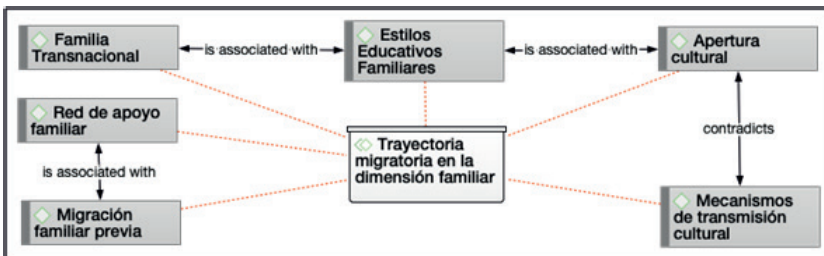 Familia
Transnacional
is associated with
Estilos
Educativos
Familiares
is associated with
Apertura
cultural
Red de apoyo
familiar
Trayectoria
migratoria en la
dimensión familiar
contradicts
is associated with
Migración
familiar previa
Mecanismos
de transmisión
cultural